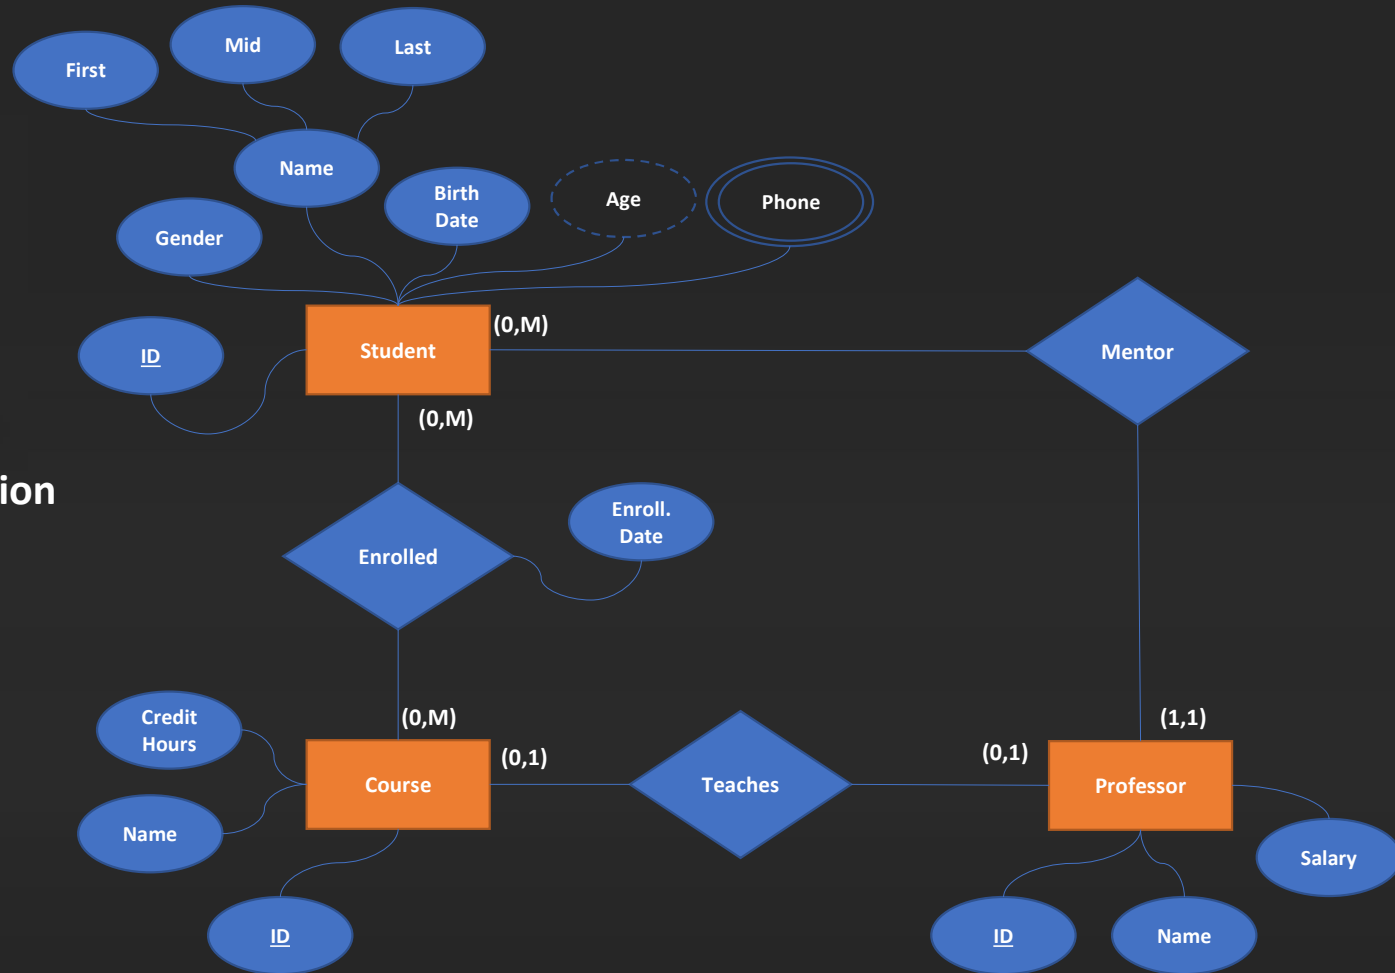 Mid
Last
First
Name
Birth
Date
Age
Phone
Gender
(0,M)
Student
Mentor
ID
(0,M)
ion
Enroll.
Date
Enrolled
Credit
Hours
(0,M)
(1,1)
(0,1)
(0,1)
Course
Teaches
Professor
Name
Salary
ID
ID
Name